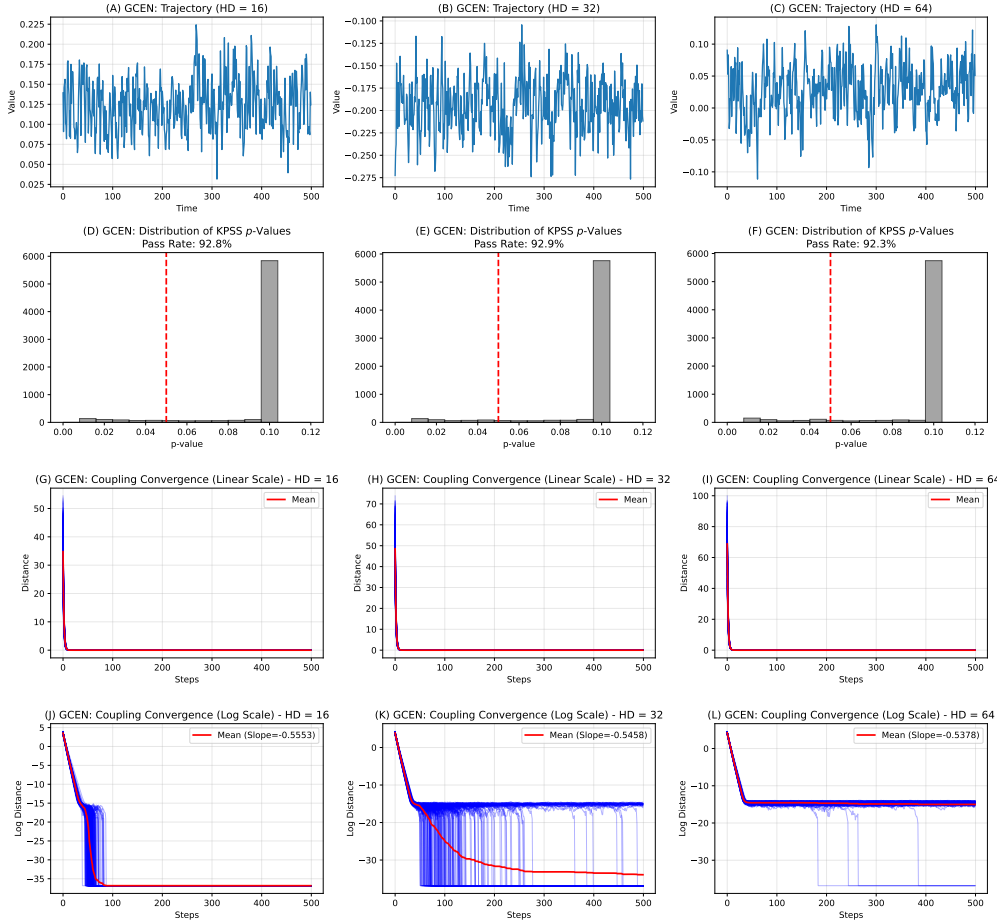 (A) GCEN: Trajectory (HD = 16)
0.225
0.200
0.175
0.150
0.125
0.100
0.075
0.050
0.025
Value
0 100 200 300 400 500
Time
(B) GCEN: Trajectory (HD = 32)
−0.100
−0.125
−0.150
−0.175
−0.200
−0.225
−0.250
−0.275
Value
0 100 200 300 400 500
Time
(C) GCEN: Trajectory (HD = 64)
0.10
0.05
0.00
−0.05
−0.10
Value
0 100 200 300 400 500
Time
(D) GCEN: Distribution of KPSS p-Values
Pass Rate: 92.8%
6000
5000
4000
3000
2000
1000
0
0.00 0.02 0.04 0.06 0.08 0.10 0.12
p-value
(E) GCEN: Distribution of KPSS p-Values
Pass Rate: 92.9%
6000
5000
4000
3000
2000
1000
0
0.00 0.02 0.04 0.06 0.08 0.10 0.12
p-value
(F) GCEN: Distribution of KPSS p-Values
Pass Rate: 92.3%
6000
5000
4000
3000
2000
1000
0
0.00 0.02 0.04 0.06 0.08 0.10 0.12
p-value
(G) GCEN: Coupling Convergence (Linear Scale) - HD = 16
Mean
50
40
30
20
10
0
Distance
0 100 200 300 400 500
Steps
(H) GCEN: Coupling Convergence (Linear Scale) - HD = 32
Mean
70
60
50
40
30
20
10
0
Distance
0 100 200 300 400 500
Steps
(I) GCEN: Coupling Convergence (Linear Scale) - HD = 64
Mean
100
80
60
40
20
0
Distance
0 100 200 300 400 500
Steps
(J) GCEN: Coupling Convergence (Log Scale) - HD = 16
Mean (Slope=-0.5553)
5
0
−5
−10
−15
−20
−25
−30
−35
Log Distance
0 100 200 300 400 500
Steps
(K) GCEN: Coupling Convergence (Log Scale) - HD = 32
Mean (Slope=-0.5458)
0
−10
−20
−30
Log Distance
0 100 200 300 400 500
Steps
(L) GCEN: Coupling Convergence (Log Scale) - HD = 64
Mean (Slope=-0.5378)
0
−10
−20
−30
Log Distance
0 100 200 300 400 500
Steps